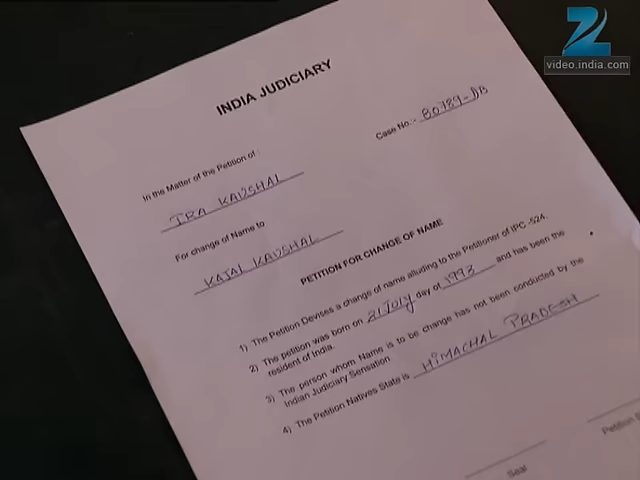 video.india.com
INDIA JUDICIARY
Case No:- 80789-DB
In the Matter of the Petition of :
IRA KAUSHAL
For change of Name to
KAJAL KAUSHAL
PETITION FOR CHANGE OF NAME
1) The Petition Devises a change of name alluding to the Petitioner of IPC -524.
2) The petition was born on 21 July day of 1993 and has been the
resident of India.
3) The person whom Name is to be change has not been conducted by the
Indian Judiciary Sensation
4) The Petition Natives State is HIMACHAL PRADESH
Seal
Petition